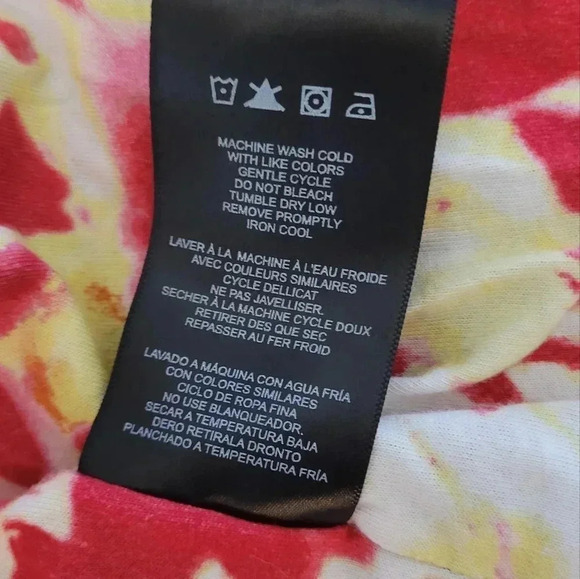 MACHINE WASH COLD
WITH LIKE COLORS
GENTLE CYCLE
DO NOT BLEACH
TUMBLE DRY LOW
REMOVE PROMPTLY
IRON COOL
LAVER À LA MACHINE À L'EAU FROIDE
AVEC COULEURS SIMILAIRES
CYCLE DELLICAT
NE PAS JAVELLISER.
SECHER À LA MACHINE CYCLE DOUX
RETIRER DES QUE SEC
REPASSER AU FER FROID
LAVADO A MÁQUINA CON AGUA FRÍA
CON COLORES SIMILARES
CICLO DE ROPA FINA
NO USE BLANQUEADOR.
SECAR A TEMPERATURA BAJA
DERO RETIRALA DRONTO
PLANCHADO A TEMPERATURA FRÍA